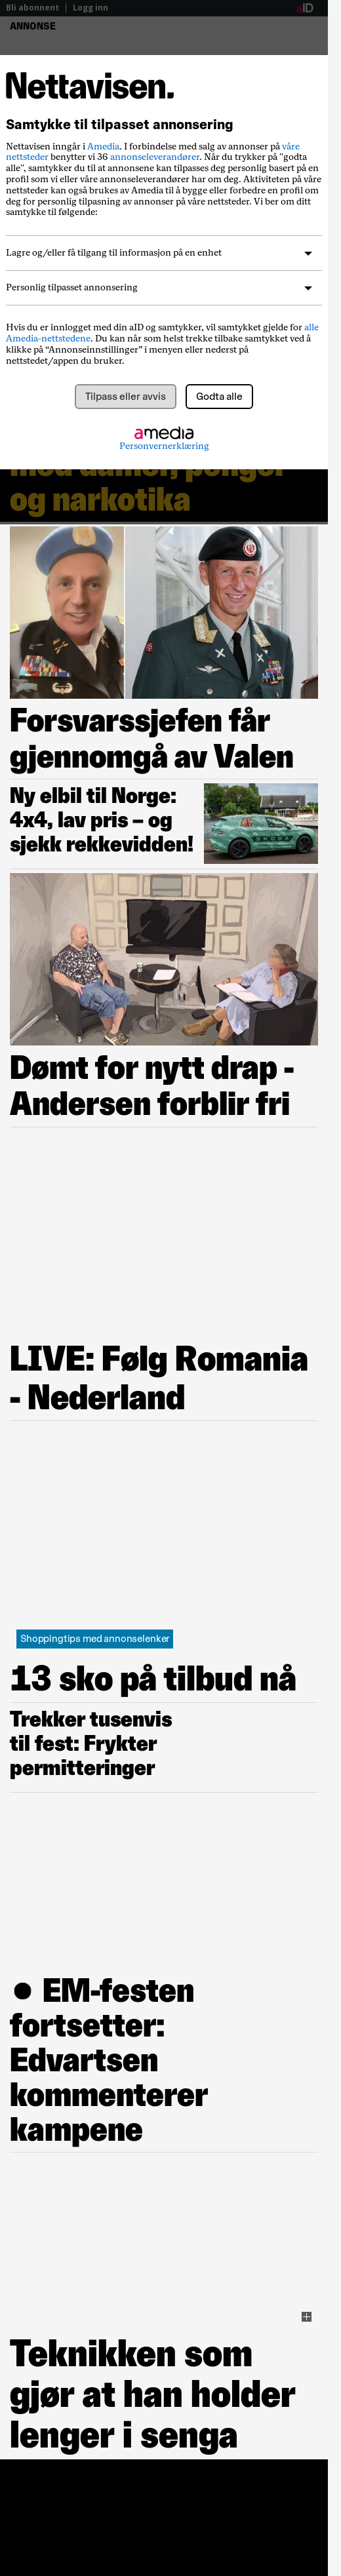 Bli abonnent | Logg inn
aID
ANNONSE
Nettavisen.
Samtykke til tilpasset annonsering
Nettavisen inngår i Amedia. I forbindelse med salg av annonser på våre
nettsteder benytter vi 36 annonseleverandører. Når du trykker på "godta
alle", samtykker du til at annonsene kan tilpasses deg personlig basert på en
profil som vi eller våre annonseleverandører har om deg. Aktiviteten på våre
nettsteder kan også brukes av Amedia til å bygge eller forbedre en profil om
deg for personlig tilpasning av annonser på våre nettsteder. Vi ber om ditt
samtykke til følgende:
Lagre og/eller få tilgang til informasjon på en enhet
Personlig tilpasset annonsering
Hvis du er innlogget med din aID og samtykker, vil samtykket gjelde for alle
Amedia-nettstedene. Du kan når som helst trekke tilbake samtykket ved å
klikke på “Annonseinnstillinger” i menyen eller nederst på
nettstedet/appen du bruker.
Tilpass eller avvis
Godta alle
amedia
Personvernerklæring
med damer, penger
og narkotika
Forsvarssjefen får
gjennomgå av Valen
Ny elbil til Norge:
4x4, lav pris – og
sjekk rekkevidden!
SKODA
Dømt for nytt drap -
Andersen forblir fri
LIVE: Følg Romania
- Nederland
Shoppingtips med annonselenker
13 sko på tilbud nå
Trekker tusenvis
til fest: Frykter
permitteringer
● EM-festen
fortsetter:
Edvartsen
kommenterer
kampene
Teknikken som
gjør at han holder
lenger i senga